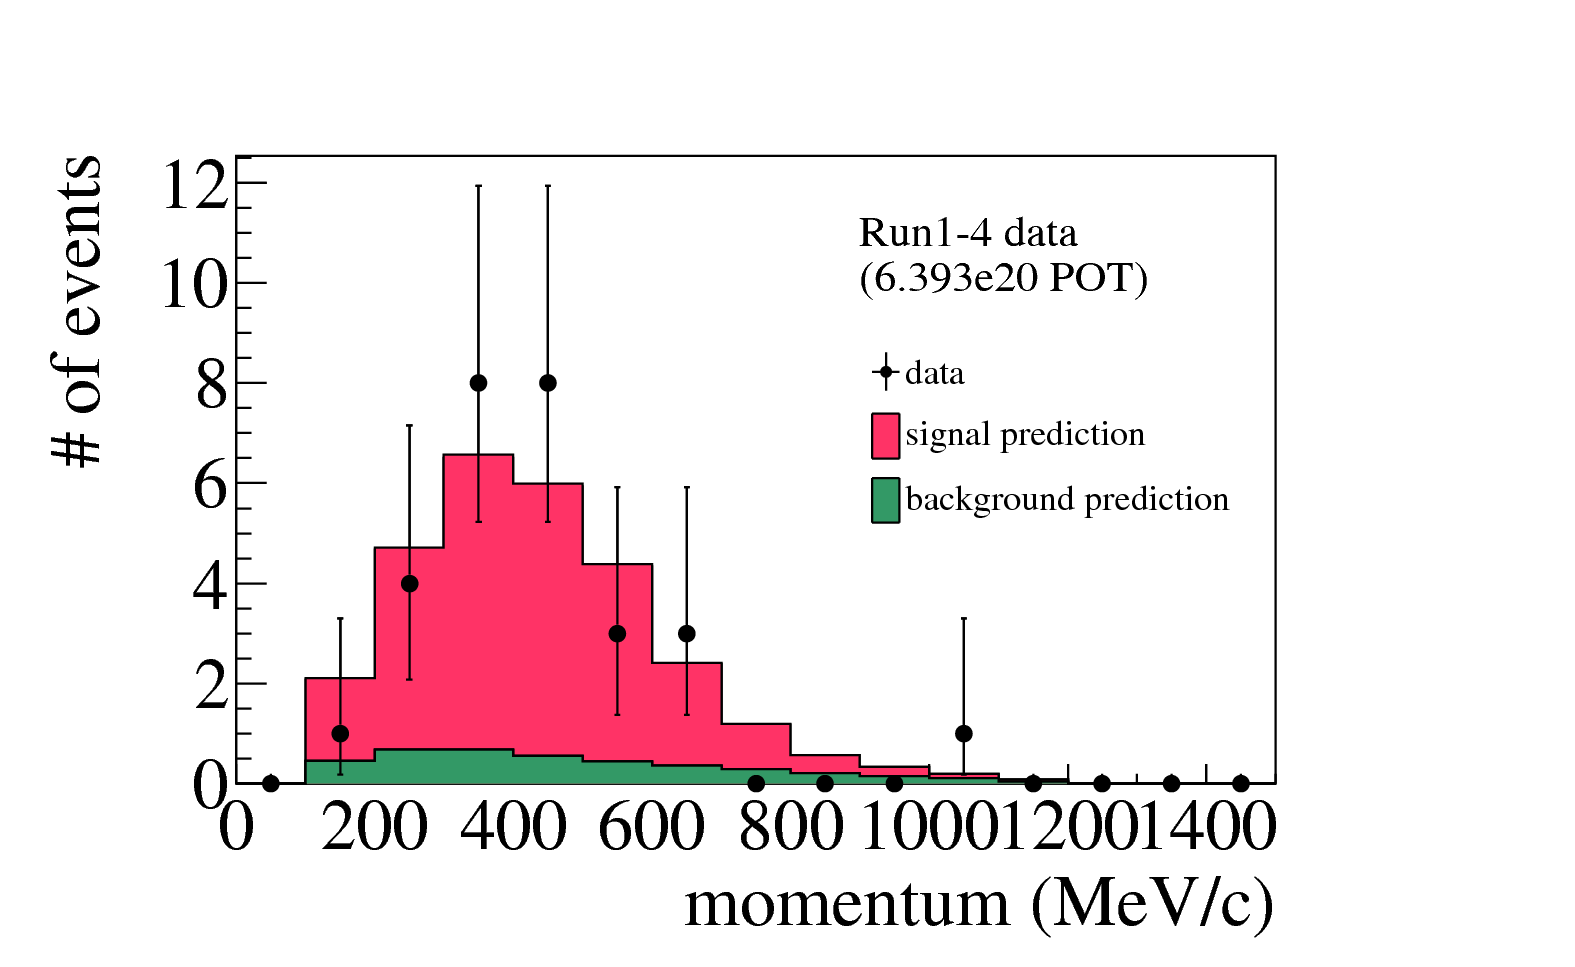 # of events
12
10
8
6
4
2
0
Run1-4 data
(6.393e20 POT)
data
signal prediction
background prediction
0 200 400 600 800 1000 1200 1400
momentum (MeV/c)